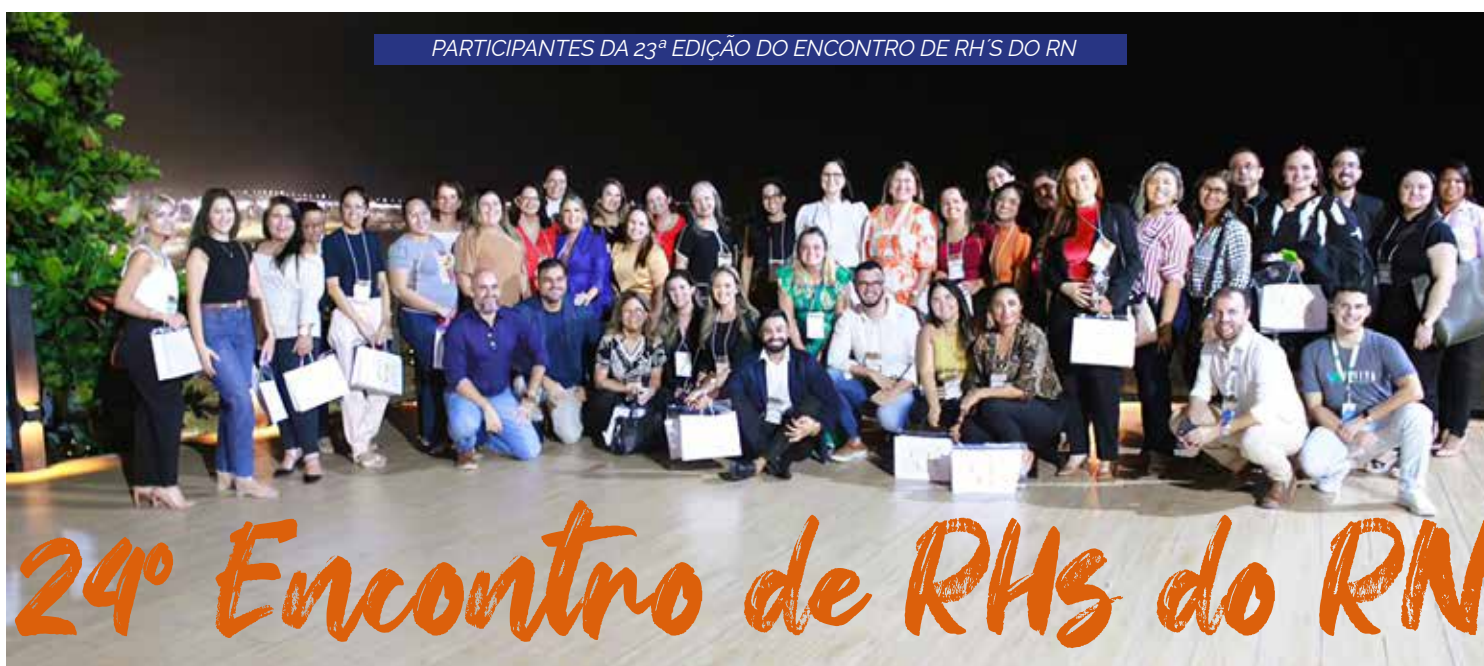 PARTICIPANTES DA 23ª EDIÇÃO DO ENCONTRO DE RH´S DO RN
24º Encontro de RHs do RN